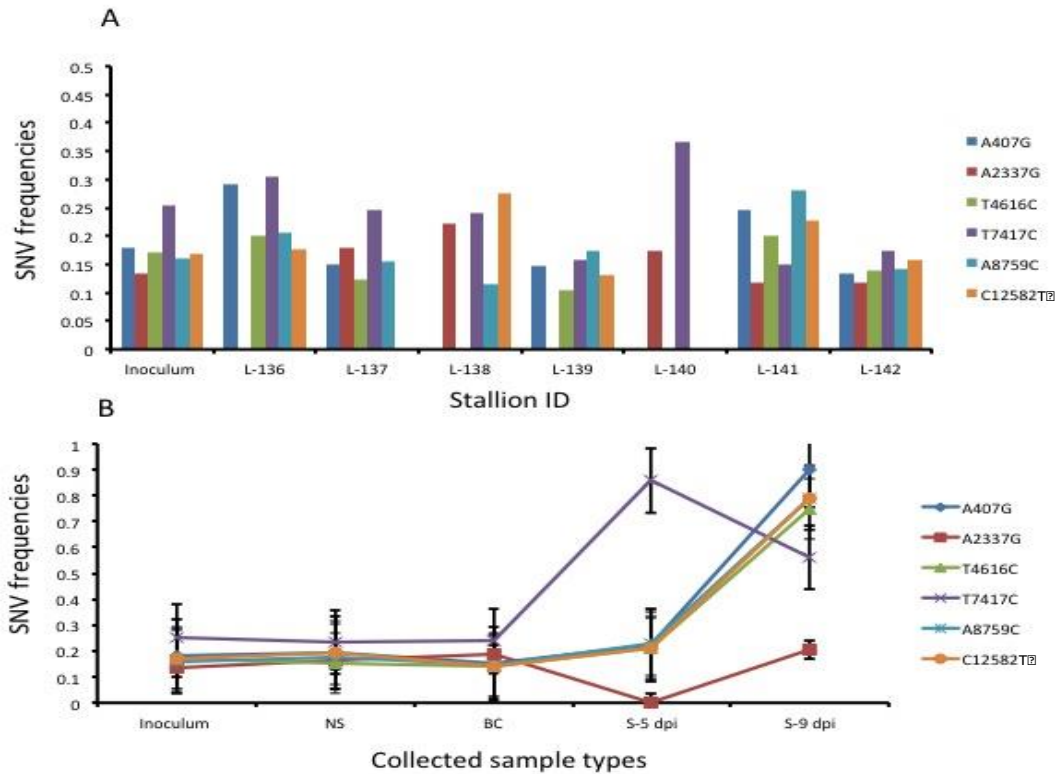 A
0.5
0.45
0.4
0.35
0.3
0.25
0.2
0.15
0.1
0.05
0
SNV frequencies
Inoculum L-136 L-137 L-138 L-139 L-140 L-141 L-142
Stallion ID
A407G
A2337G
T4616C
T7417C
A8759C
C12582T
B
1
0.9
0.8
0.7
0.6
0.5
0.4
0.3
0.2
0.1
0
SNV frequencies
Inoculum NS BC S-5 dpi S-9 dpi
Collected sample types
A407G
A2337G
T4616C
T7417C
A8759C
C12582T